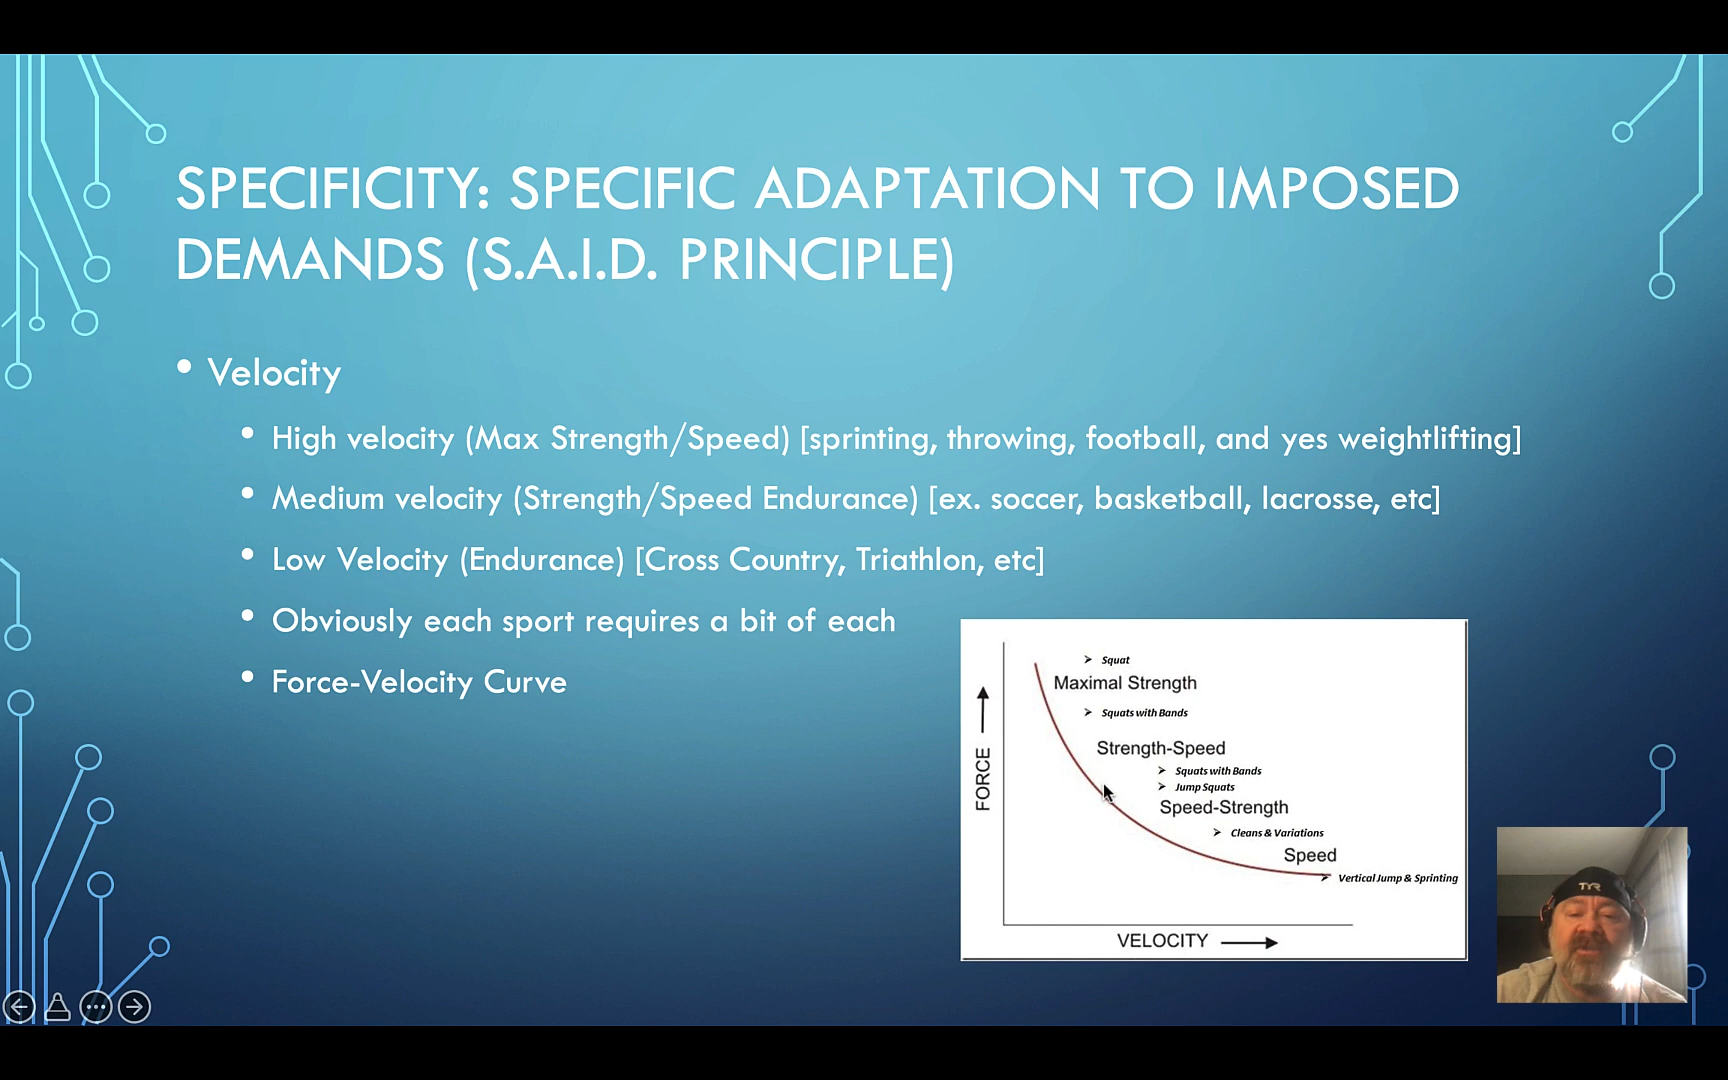 SPECIFICITY: SPECIFIC ADAPTATION TO IMPOSED
DEMANDS (S.A.I.D. PRINCIPLE)
• Velocity
• High velocity (Max Strength/Speed) [sprinting, throwing, football, and yes weightlifting]
• Medium velocity (Strength/Speed Endurance) [ex. soccer, basketball, lacrosse, etc]
• Low Velocity (Endurance) [Cross Country, Triathlon, etc]
• Obviously each sport requires a bit of each
• Force-Velocity Curve
➢ Squat
Maximal Strength
➢ Squats with Bands
Strength-Speed
➢ Squats with Bands
➢ Jump Squats
Speed-Strength
➢ Cleans & Variations
Speed
➢ Vertical Jump & Sprinting
FORCE
VELOCITY
TYR